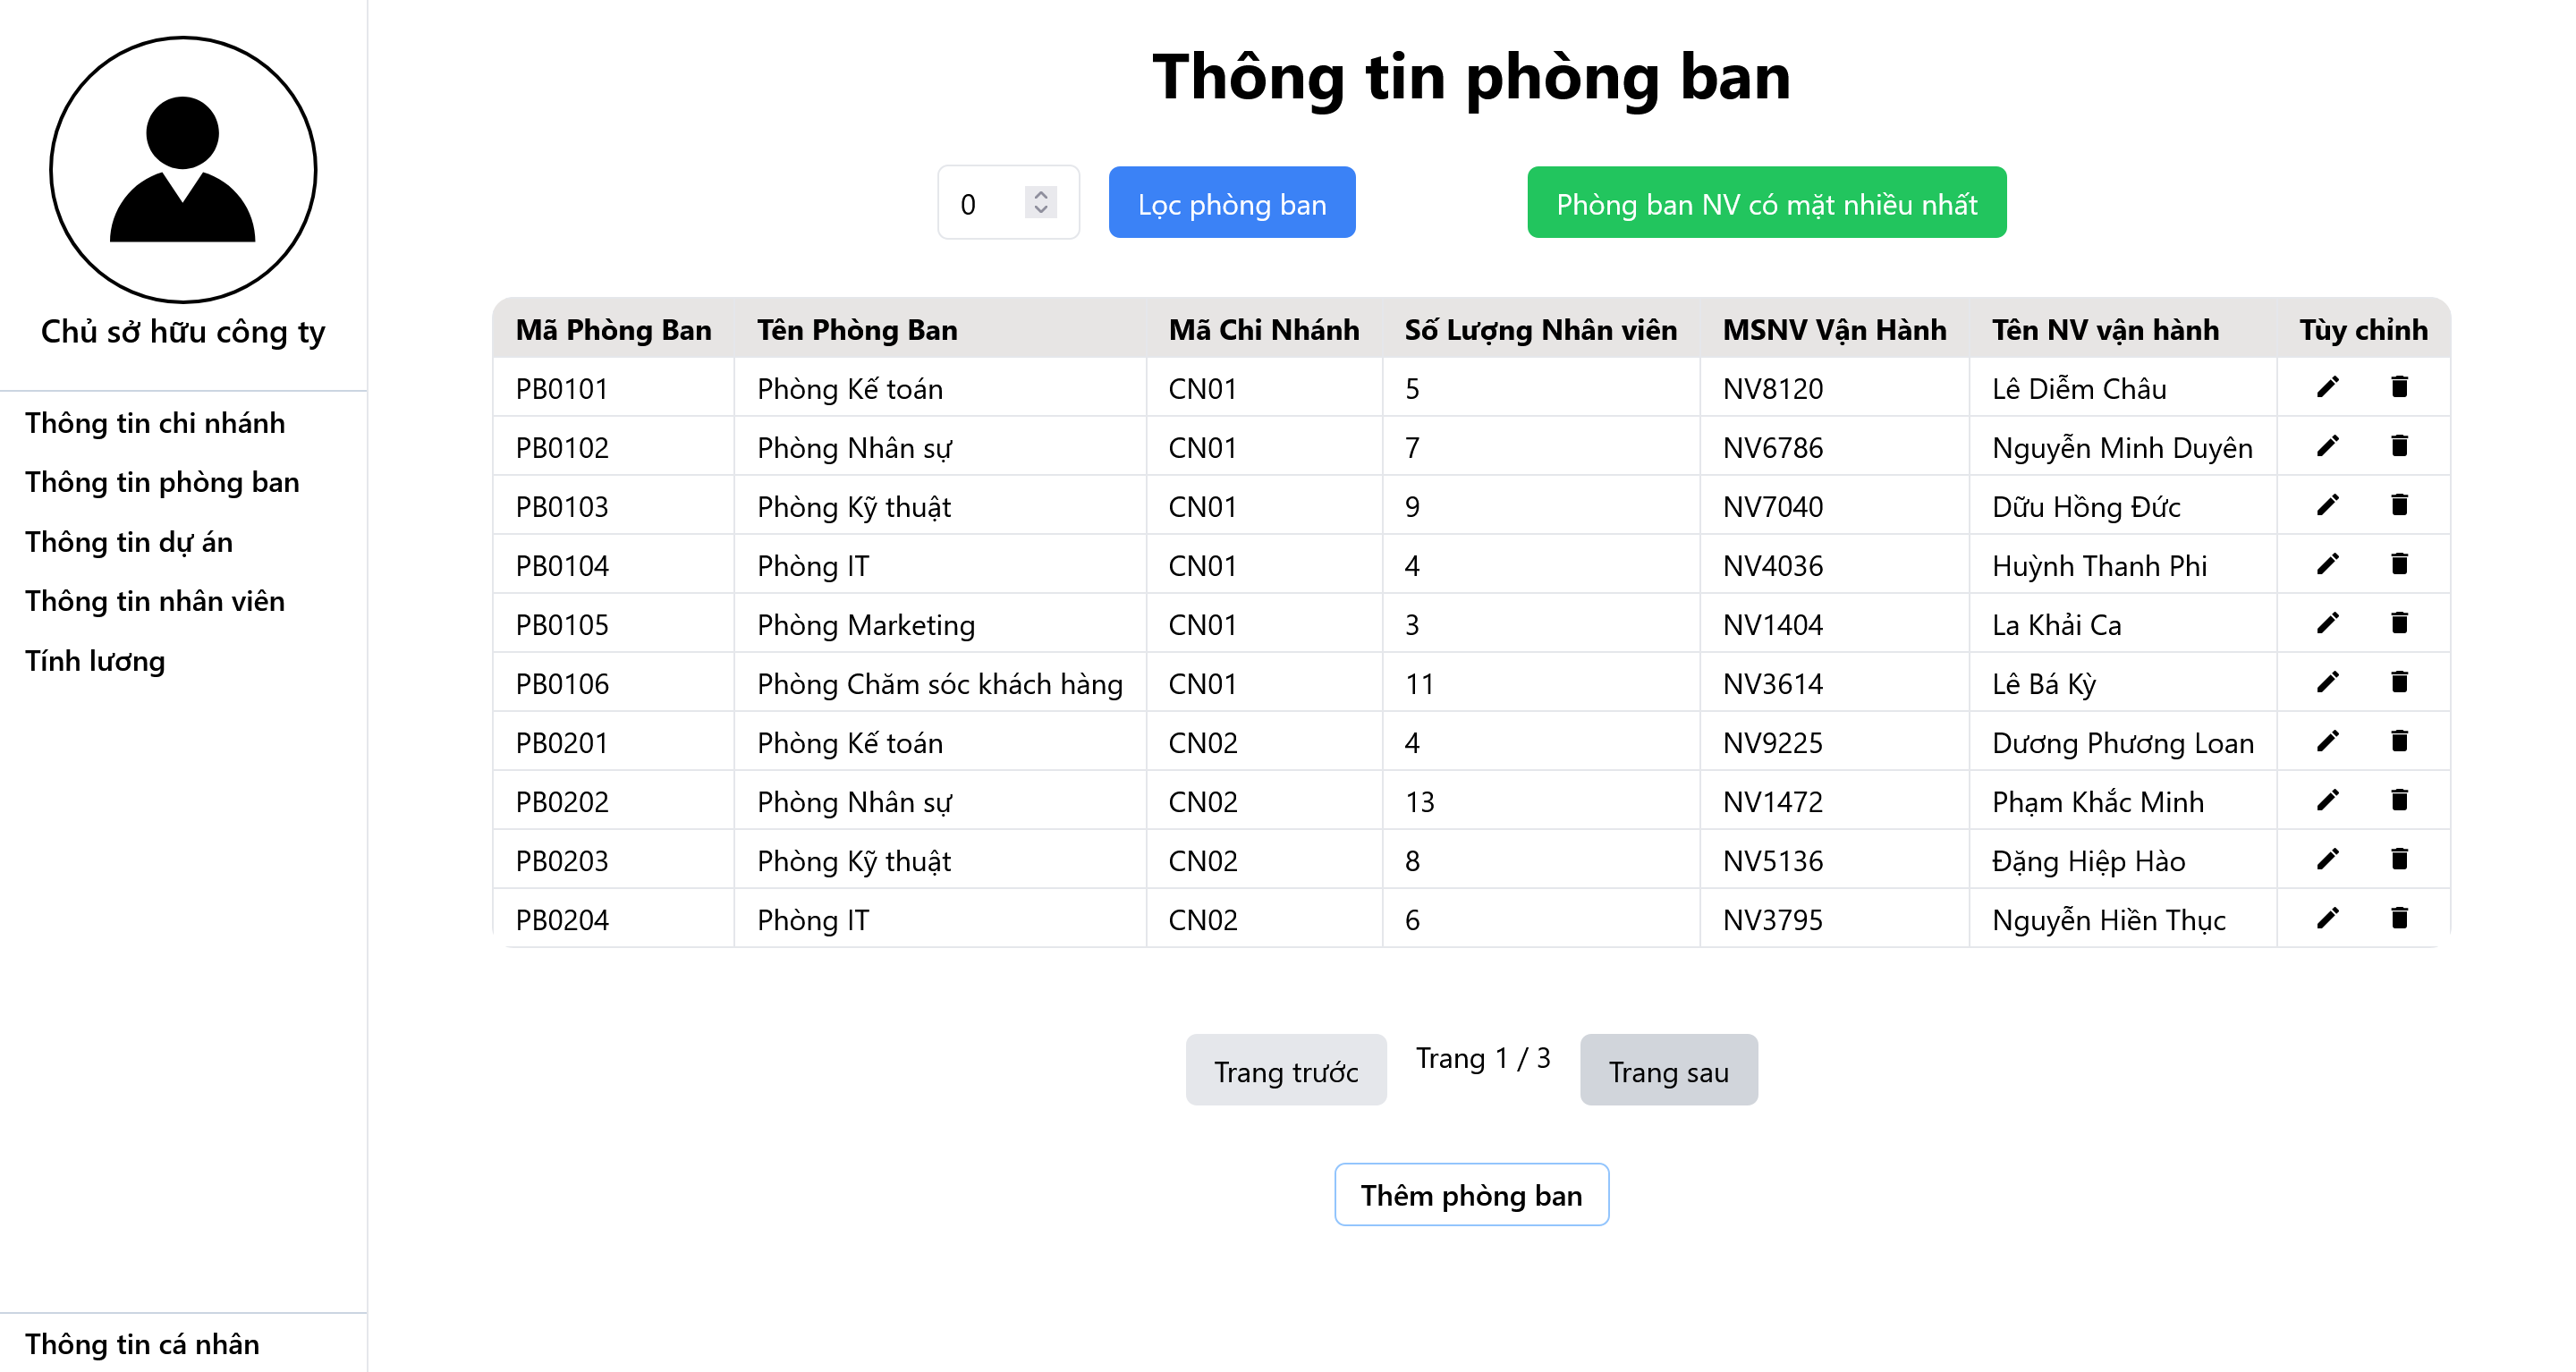 Chủ sở hữu công ty
Thông tin chi nhánh
Thông tin phòng ban
Thông tin dự án
Thông tin nhân viên
Tính lương
Thông tin cá nhân
Thông tin phòng ban
0 Lọc phòng ban Phòng ban NV có mặt nhiều nhất
Mã Phòng Ban Tên Phòng Ban Mã Chi Nhánh Số Lượng Nhân viên MSNV Vận Hành Tên NV vận hành Tùy chỉnh
PB0101 Phòng Kế toán CN01 5 NV8120 Lê Diễm Châu
PB0102 Phòng Nhân sự CN01 7 NV6786 Nguyễn Minh Duyên
PB0103 Phòng Kỹ thuật CN01 9 NV7040 Dữu Hồng Đức
PB0104 Phòng IT CN01 4 NV4036 Huỳnh Thanh Phi
PB0105 Phòng Marketing CN01 3 NV1404 La Khải Ca
PB0106 Phòng Chăm sóc khách hàng CN01 11 NV3614 Lê Bá Kỳ
PB0201 Phòng Kế toán CN02 4 NV9225 Dương Phương Loan
PB0202 Phòng Nhân sự CN02 13 NV1472 Phạm Khắc Minh
PB0203 Phòng Kỹ thuật CN02 8 NV5136 Đặng Hiệp Hào
PB0204 Phòng IT CN02 6 NV3795 Nguyễn Hiền Thục
Trang trước Trang 1 / 3 Trang sau
Thêm phòng ban